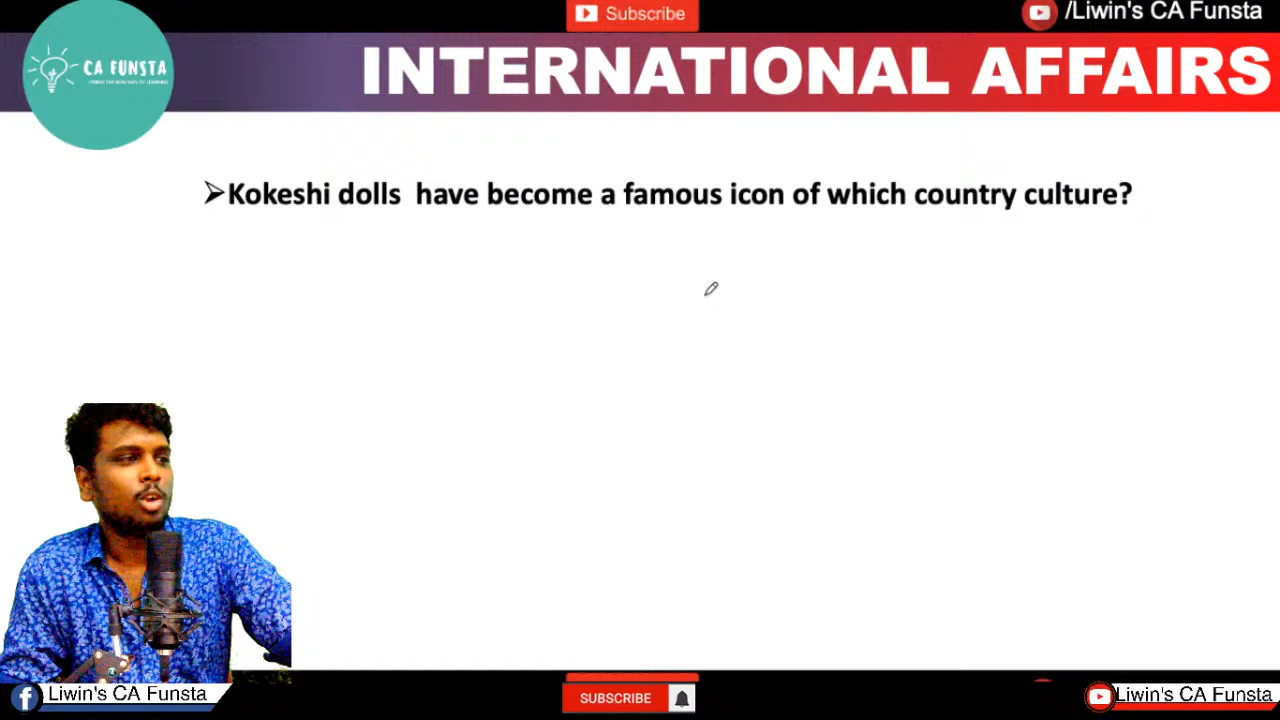 Subscribe
/Liwin's CA Funsta
CA FUNSTA
INTERNATIONAL AFFAIRS
➢Kokeshi dolls have become a famous icon of which country culture?
Liwin's CA Funsta
SUBSCRIBE
Liwin's CA Funsta